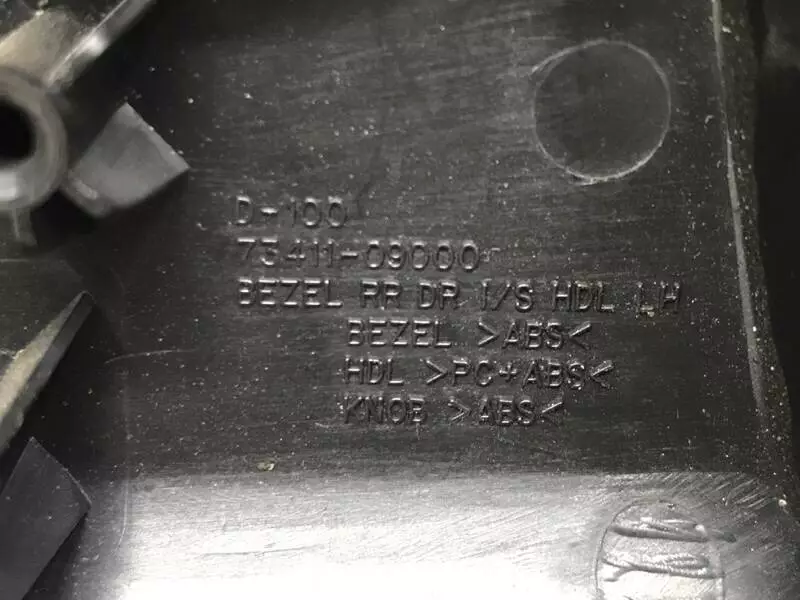 D-100
73411-09000
BEZEL RR DR I/S HDL LH
BEZEL >ABS<
HDL >PC+ABS<
KNOB >ABS<